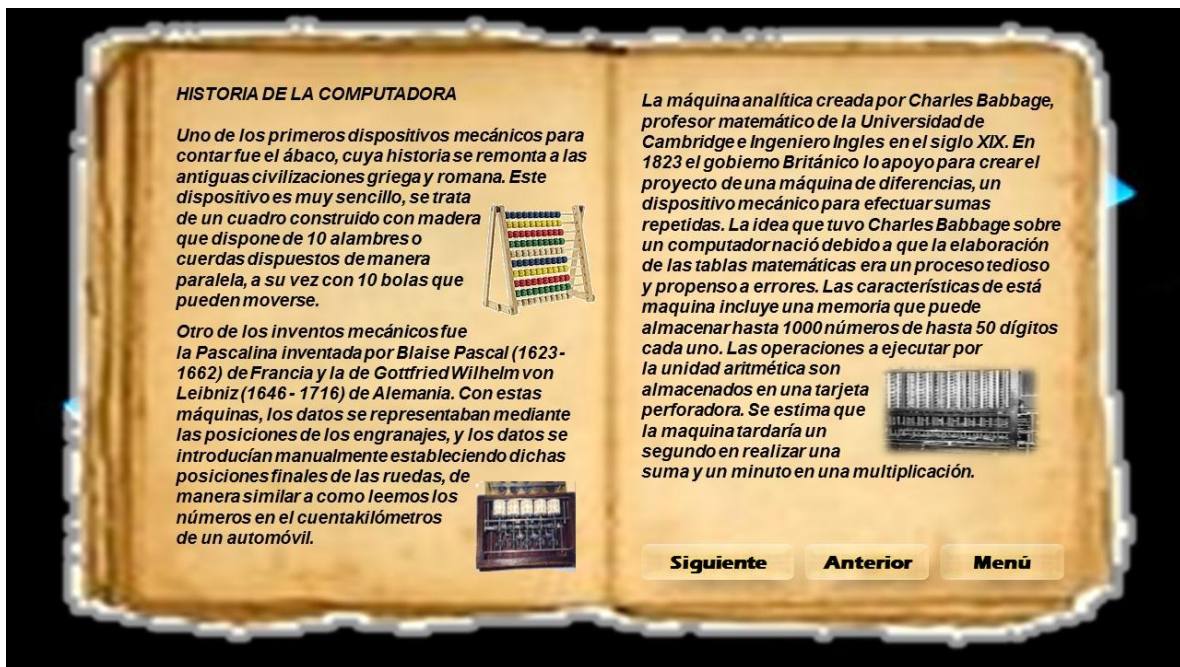 HISTORIA DE LA COMPUTADORA
Uno de los primeros dispositivos mecánicos para
contar fue el ábaco, cuya historia se remonta a las
antiguas civilizaciones griega y romana. Este
dispositivo es muy sencillo, se trata
de un cuadro construido con madera
que dispone de 10 alambres o
cuerdas dispuestos de manera
paralela, a su vez con 10 bolas que
pueden moverse.
Otro de los inventos mecánicos fue
la Pascalina inventada por Blaise Pascal (1623-
1662) de Francia y la de Gottfried Wilhelm von
Leibniz (1646 - 1716) de Alemania. Con estas
máquinas, los datos se representaban mediante
las posiciones de los engranajes, y los datos se
introducían manualmente estableciendo dichas
posiciones finales de las ruedas, de
manera similar a como leemos los
números en el cuentakilómetros
de un automóvil.
La máquina analítica creada por Charles Babbage,
profesor matemático de la Universidad de
Cambridge e Ingeniero Ingles en el siglo XIX. En
1823 el gobierno Británico lo apoyo para crear el
proyecto de una máquina de diferencias, un
dispositivo mecánico para efectuar sumas
repetidas. La idea que tuvo Charles Babbage sobre
un computador nació debido a que la elaboración
de las tablas matemáticas era un proceso tedioso
y propenso a errores. Las características de está
maquina incluye una memoria que puede
almacenar hasta 1000 números de hasta 50 dígitos
cada uno. Las operaciones a ejecutar por
la unidad aritmética son
almacenados en una tarjeta
perforadora. Se estima que
la maquina tardaría un
segundo en realizar una
suma y un minuto en una multiplicación.
Siguiente Anterior Menú